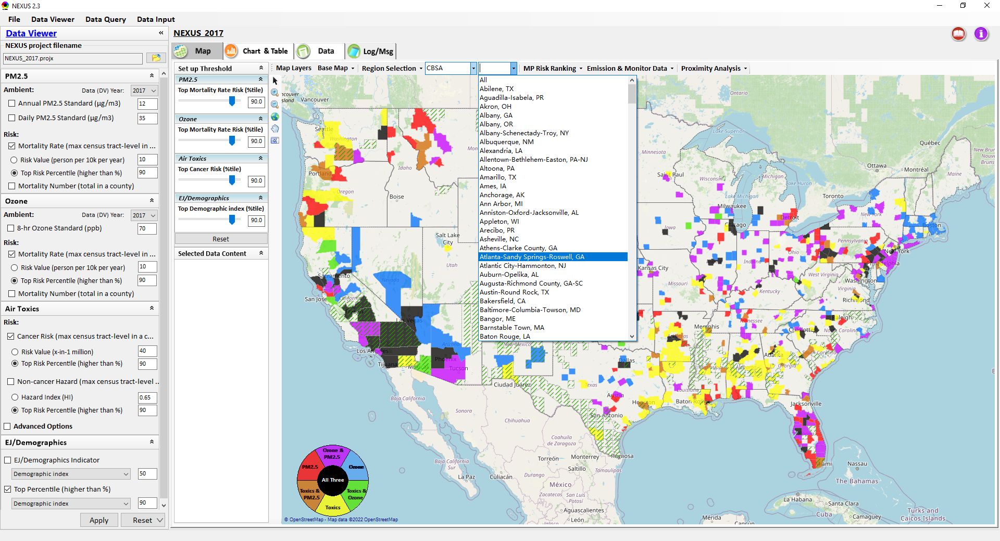 NEXUS 2.3
File Data Viewer Data Query Data Input
Data Viewer «
NEXUS project filename
NEXUS_2017.projx
PM2.5
Ambient: Data (DV) Year: 2017
Annual PM2.5 Standard (µg/m3) 12
Daily PM2.5 Standard (µg/m3) 35
Risk:
Mortality Rate (max census tract-level in ...
Risk Value (person per 10k per year) 10
Top Risk Percentile (higher than %) 90
Mortality Number (total in a county)
Ozone
Ambient: Data (DV) Year: 2017
8-hr Ozone Standard (ppb) 70
Risk:
Mortality Rate (max census tract-level in ...
Risk Value (person per 10k per year) 10
Top Risk Percentile (higher than %) 90
Mortality Number (total in a county)
Air Toxics
Risk:
Cancer Risk (max census tract-level in a c...
Risk Value (x-in-1 million) 40
Top Risk Percentile (higher than %) 90
Non-cancer Hazard (max census tract-level ..
Hazard Index (HI) 0.65
Top Risk Percentile (higher than %) 90
Advanced Options
EJ/Demographics
EJ/Demographics Indicator
Demographic index 50
Top Percentile (higher than %)
Demographic index 90
Apply Reset
NEXUS_2017
Map Chart & Table Data Log/Msg
Set up Threshold
PM2.5
Top Mortality Rate Risk (%tile)
90.0
Ozone
Top Mortality Rate Risk (%tile)
90.0
Air Toxics
Top Cancer Risk (%tile)
90.0
EJ/Demographics
Top Demographic index (%tile)
90.0
Reset
Selected Data Content
Map Layers Base Map Region Selection CBSA MP Risk Ranking Emission & Monitor Data Proximity Analysis
All
Abilene, TX
Aguadilla-Isabela, PR
Akron, OH
Albany, GA
Albany, OR
Albany-Schenectady-Troy, NY
Albuquerque, NM
Alexandria, LA
Allentown-Bethlehem-Easton, PA-NJ
Altoona, PA
Amarillo, TX
Ames, IA
Anchorage, AK
Ann Arbor, MI
Anniston-Oxford-Jacksonville, AL
Appleton, WI
Arecibo, PR
Asheville, NC
Athens-Clarke County, GA
Atlanta-Sandy Springs-Roswell, GA
Atlantic City-Hammonton, NJ
Auburn-Opelika, AL
Augusta-Richmond County, GA-SC
Austin-Round Rock, TX
Bakersfield, CA
Baltimore-Columbia-Towson, MD
Bangor, ME
Barnstable Town, MA
Baton Rouge, LA
Vancouver
Seattle
Washington
Portland
Oregon
Idaho
Boise
Salt Lake
City
Utah
Nevada
Sacramento
San Jose
California
Fresno
Las Vegas
Los Angeles
Tijuana
Mexicali
Arizona
Phoenix
Tucson
New Mexico
Ciudad Juárez
Ontario
Lake Superior
Québec
Minnesota
Saint Paul
Wisconsin
Michigan
Lake Huron
Ottawa
Montréal
Maine
Toronto
Lake Michigan
Milwaukee
Detroit
Chicago
New York
Boston
Iowa
Pennsylvania
New York
Philadelphia
Ohio
Indiana
Kansas City
Missouri
West Virginia
Washington
Kentucky
Virginia
Richmond
Raleigh
Tennessee
Memphis
Charlotte
North Carolina
Arkansas
Atlanta
South Carolina
Georgia
Alabama
Mississippi
Dallas
Texas
Louisiana
Austin
Houston
Baton Rouge
San Antonio
Jacksonville
Florida
Miami
Nassau
The Bahamas
La Habana
Santa Clara
Cuba
Camagüey
Turks and
Caicos Islands
Baja California
Sonora
Chihuahua
Coahuila
de Zaragoza
Monterrey
Reynosa
Torreón
Saltillo
Tamaulipas
Baja California
Sur
La Paz
Culiacán
Durango
México
Zacatecas
San Luis
Potosí
Aguascalientes
León
Jalisco
Mérida
Cancún
Ozone &
PM2.5
PM2.5
Ozone
All Three
Toxics &
PM2.5
Toxics &
Ozone
Toxics
© OpenStreetMap - Map data ©2022 OpenStreetMap